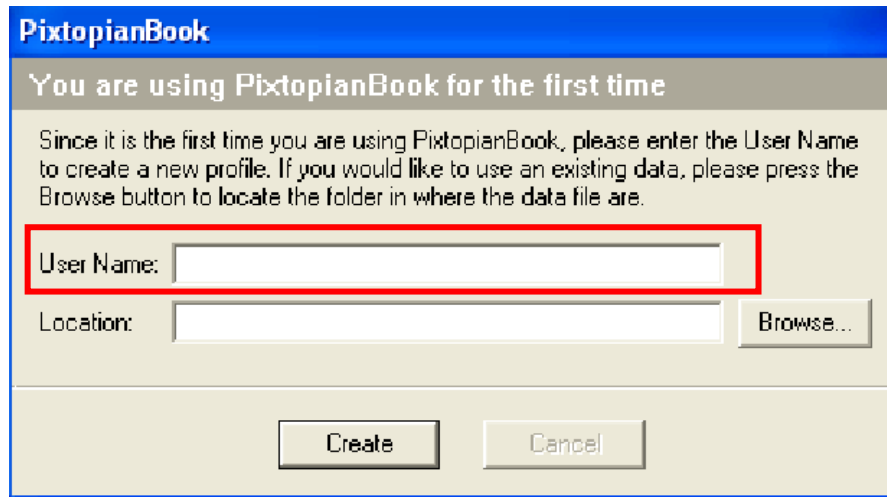 PixtopianBook
You are using PixtopianBook for the first time
Since it is the first time you are using PixtopianBook, please enter the User Name
to create a new profile. If you would like to use an existing data, please press the
Browse button to locate the folder in where the data file are.
User Name:
Location:
Browse...
Create
Cancel